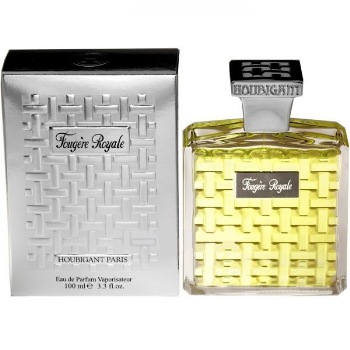 Fougère Royale
HOUBIGANT PARIS
Eau de Parfum Vaporisateur
100 ml e 3.3 fl. oz.
HOUBIGANT
Fougère Royale